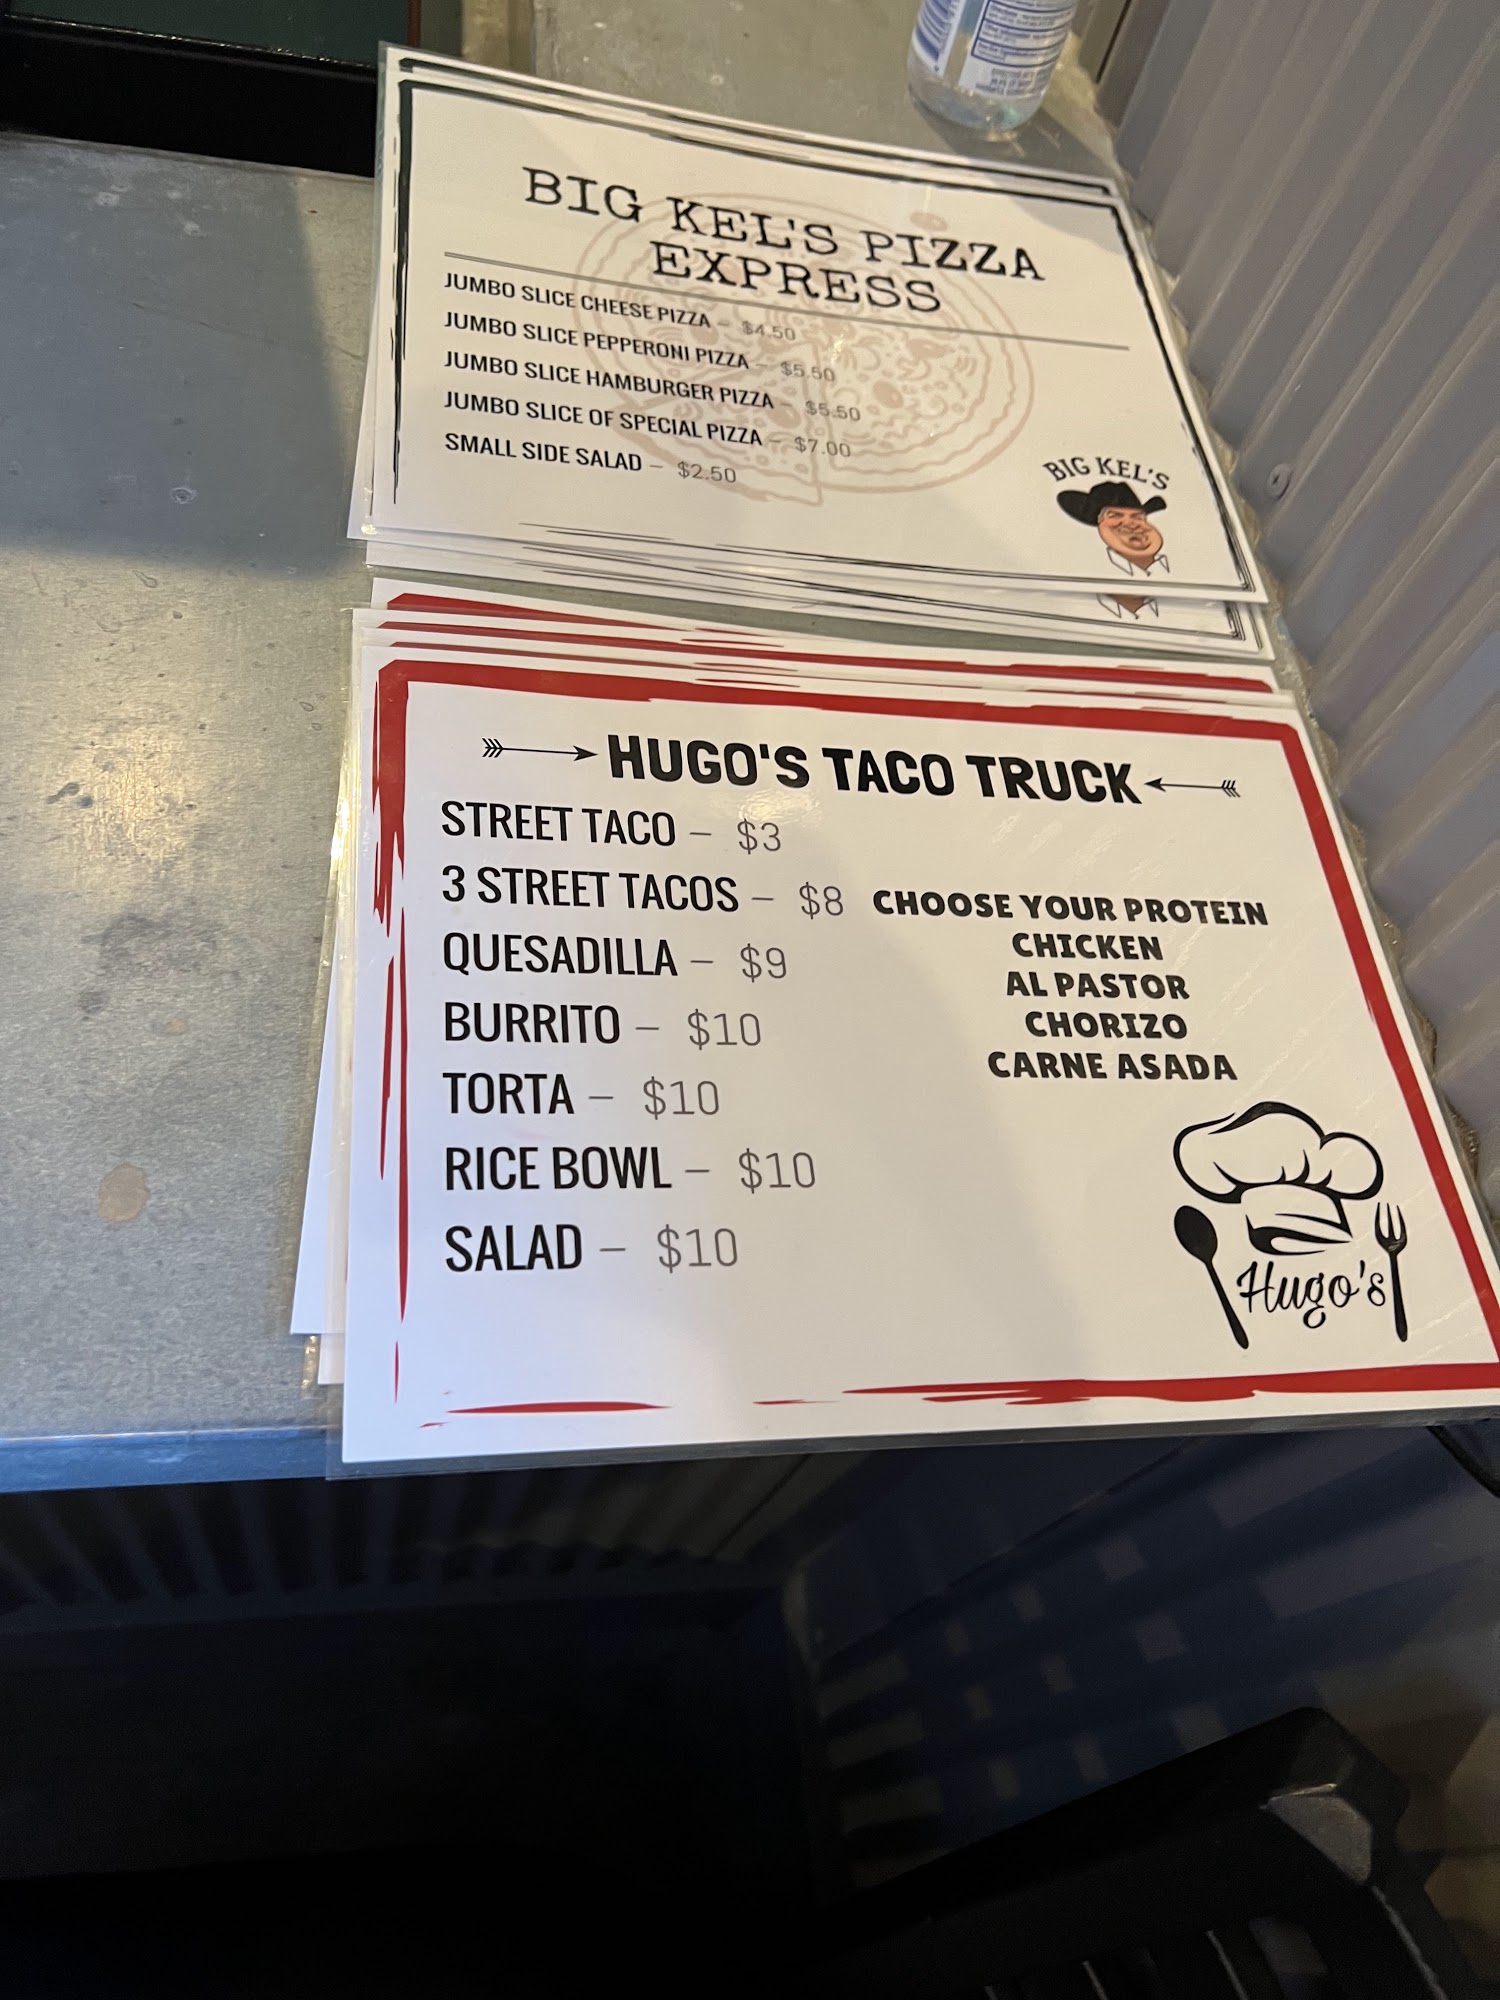 BIG KEL'S PIZZA
EXPRESS
JUMBO SLICE CHEESE PIZZA – $4.50
JUMBO SLICE PEPPERONI PIZZA – $5.50
JUMBO SLICE HAMBURGER PIZZA – $5.50
JUMBO SLICE OF SPECIAL PIZZA – $7.00
SMALL SIDE SALAD – $2.50
BIG KEL'S
HUGO'S TACO TRUCK
STREET TACO – $3
3 STREET TACOS – $8
QUESADILLA – $9
BURRITO – $10
TORTA – $10
RICE BOWL – $10
SALAD – $10
CHOOSE YOUR PROTEIN
CHICKEN
AL PASTOR
CHORIZO
CARNE ASADA
Hugo's